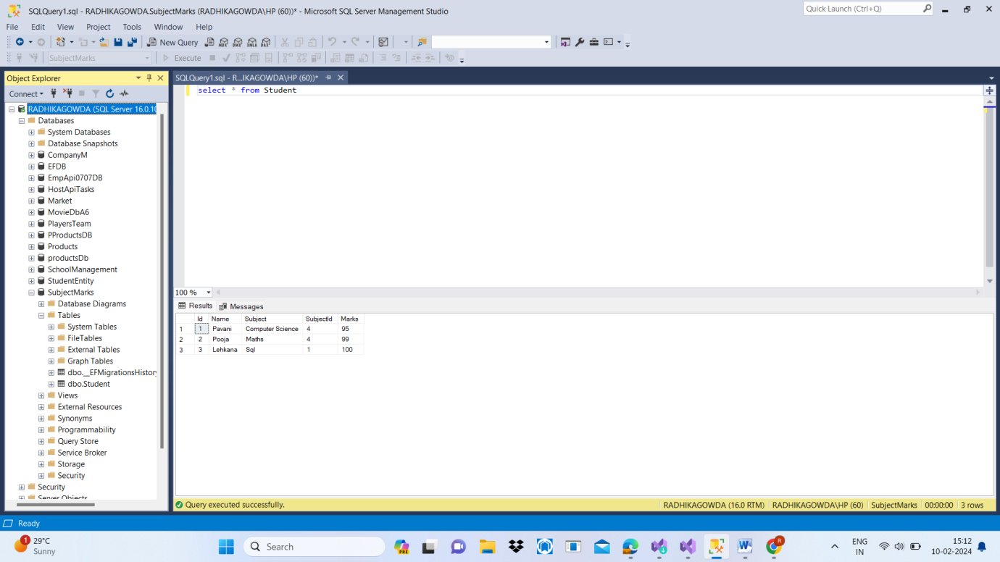 SQLQuery1.sql - RADHIKAGOWDA.SubjectMarks (RADHIKAGOWDA\HP (60))* - Microsoft SQL Server Management Studio
Quick Launch (Ctrl+Q)
File Edit View Project Tools Window Help
New Query
MDX DMX XMLA DAX
SubjectMarks
Execute
Object Explorer
SQLQuery1.sql - R...IKAGOWDA\HP (60))*
Connect
select * from Student
RADHIKAGOWDA (SQL Server 16.0.10
Databases
System Databases
Database Snapshots
CompanyM
EFDB
EmpApi0707DB
HostApiTasks
Market
MovieDbA6
PlayersTeam
PProductsDB
Products
productsDb
SchoolManagement
StudentEntity
SubjectMarks
Database Diagrams
Tables
System Tables
FileTables
External Tables
Graph Tables
dbo.__EFMigrationsHistory
dbo.Student
Views
External Resources
Synonyms
Programmability
Query Store
Service Broker
Storage
Security
Security
Server Objects
100 %
Results Messages
Id Name Subject SubjectId Marks
1 1 Pavani Computer Science 4 95
2 2 Pooja Maths 4 99
3 3 Lehkana Sql 1 100
Query executed successfully.
RADHIKAGOWDA (16.0 RTM) RADHIKAGOWDA\HP (60) SubjectMarks 00:00:00 3 rows
Ready
1
29°C
Sunny
Search
PRE
R
ENG
IN
15:12
10-02-2024